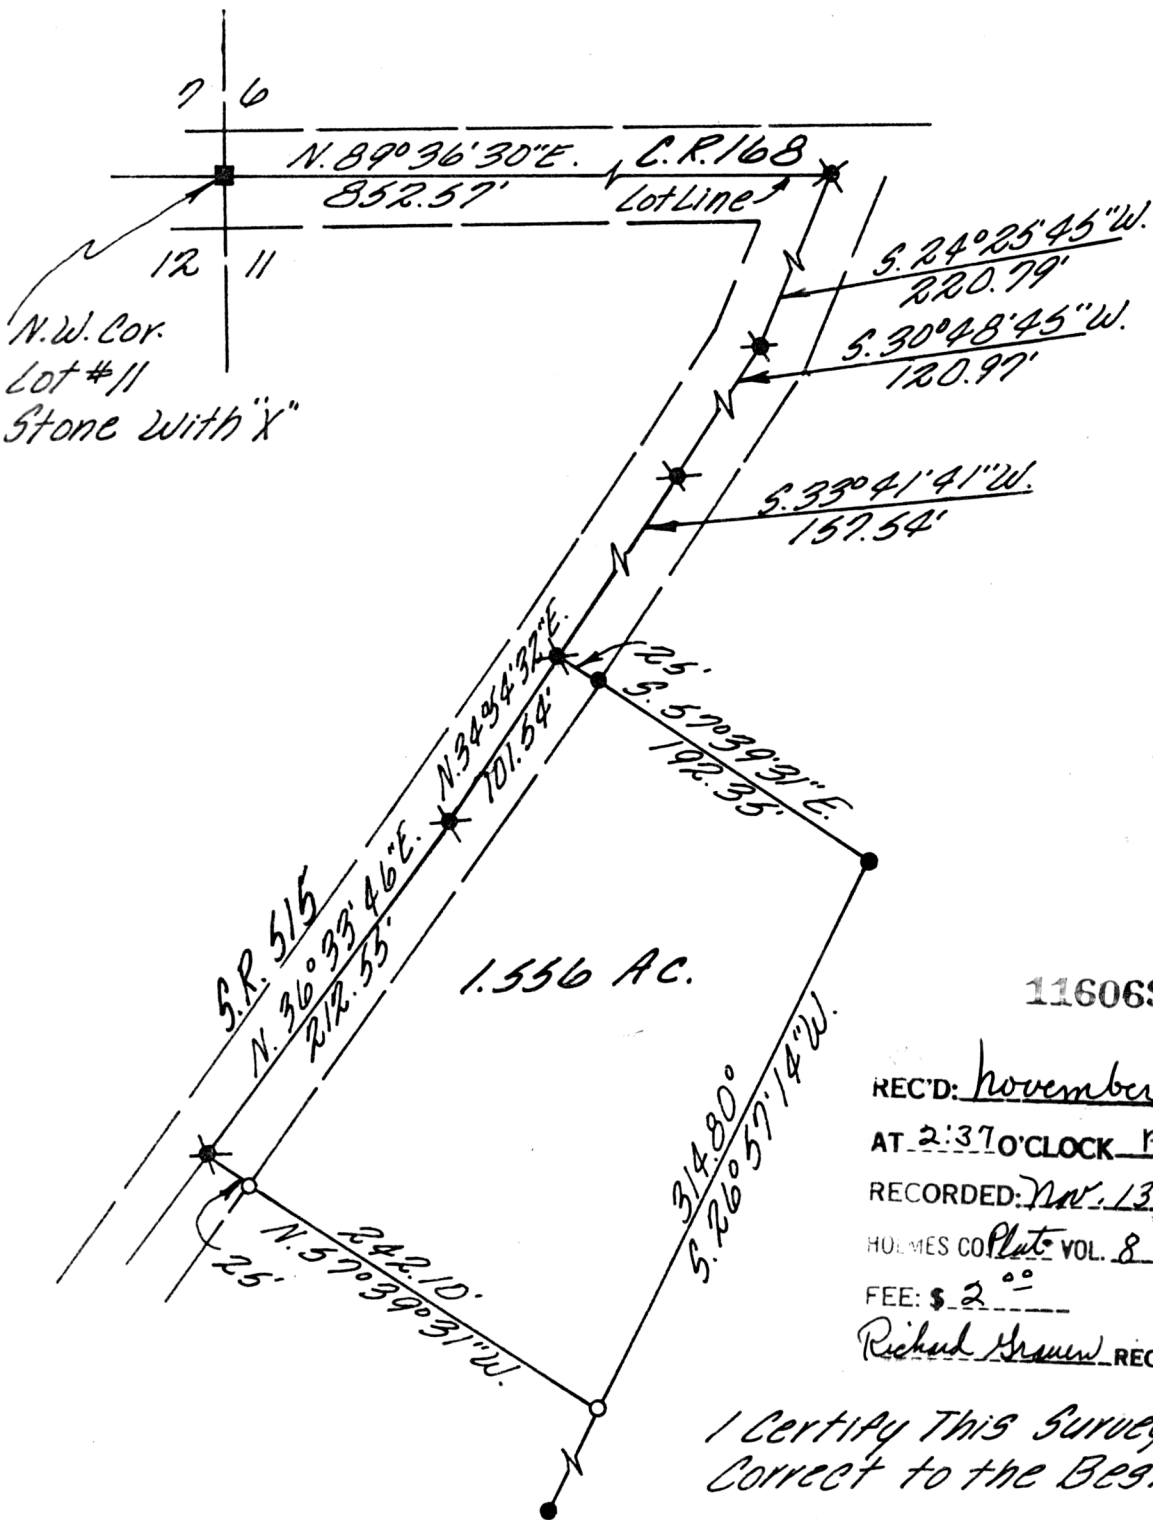 7 6
N. 89° 36' 30" E. C.R. 168
852.57' Lot Line
12 11
N.W. Cor.
Lot #11
Stone With "X"
S. 24° 25' 45" W.
220.79'
S. 30° 48' 45" W.
120.97'
S. 33° 41' 41" W.
157.54'
25'
S. 57° 39' 31" E.
192.35'
N. 34° 54' 32" E.
101.54'
S.R. 515
N. 36° 33' 46" E.
212.55'
1.556 AC.
314.80°
S. 26° 57' 14" W.
25'
242.10'
N. 57° 39° 31" W.
11606
REC'D: November
AT 2:37 O'CLOCK
RECORDED: Nov. 13,
HOLMES CO Plat VOL. 8
FEE: $ 2 00
Richard Graven REC
I Certify This Survey
Correct to the Bes